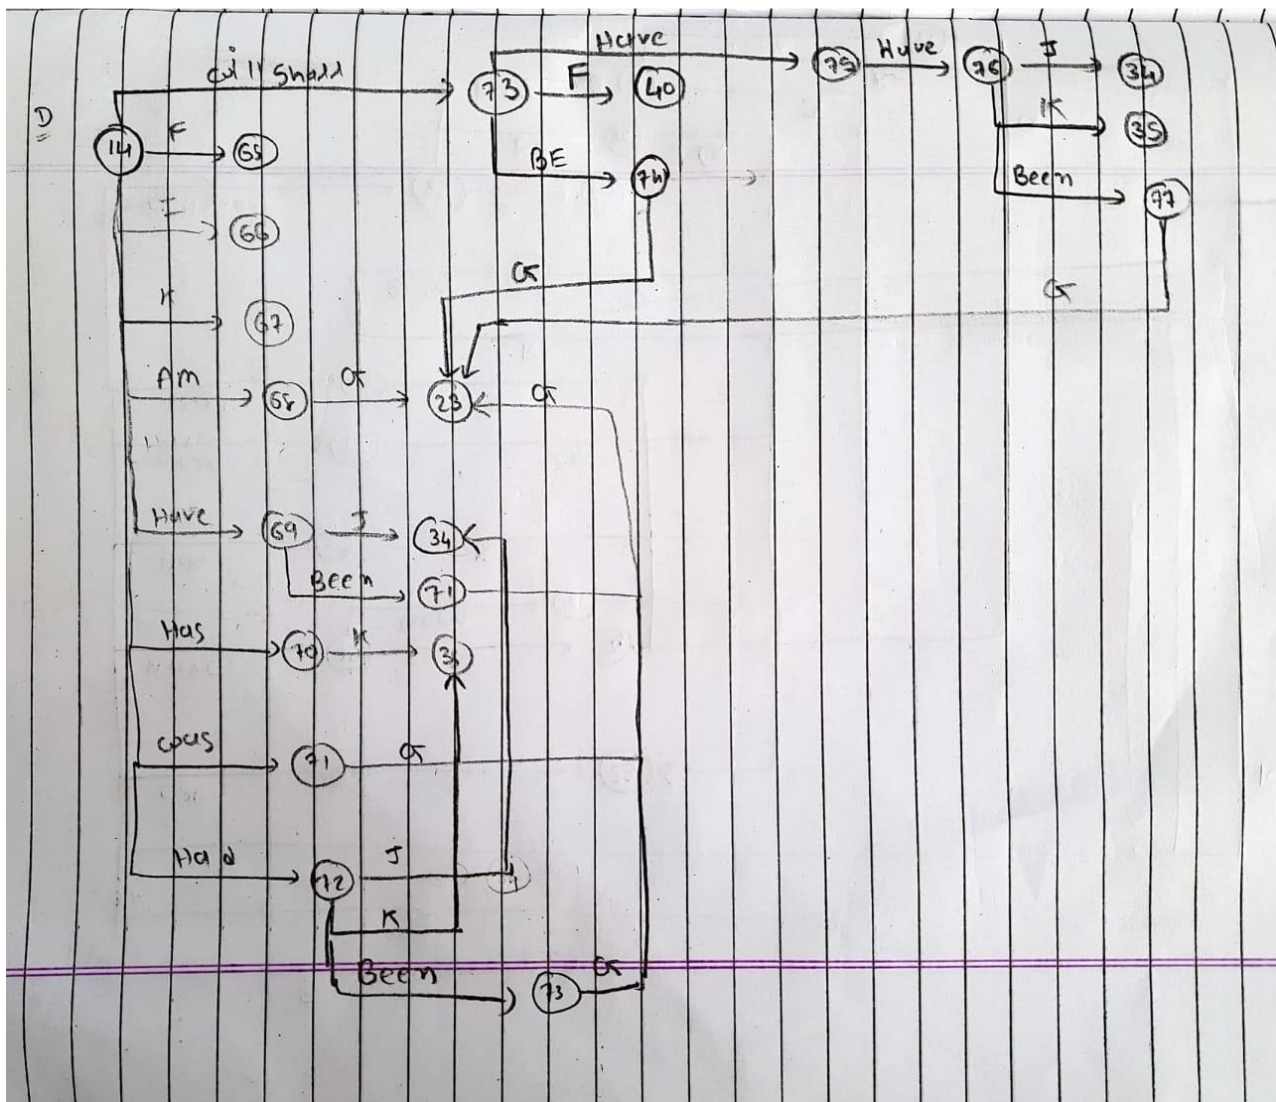 Have
will Shall 73 F 40 75 Have 76 J 34
D
14 F 65 K 35
BE 74 Been 77
J 66
G
G
K 67
Am 68 G 23 G
Have 69 J 34
Been 71
Has 70 K 35
was 71 G
Had 72 J
K
Been 73 G